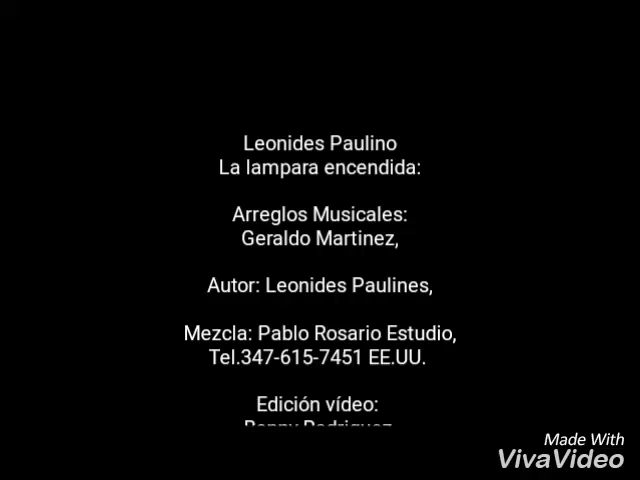 Leonides Paulino
La lampara encendida:
Arreglos Musicales:
Geraldo Martinez,
Autor: Leonides Paulines,
Mezcla: Pablo Rosario Estudio,
Tel.347-615-7451 EE.UU.
Edición vídeo:
Made With
VivaVideo